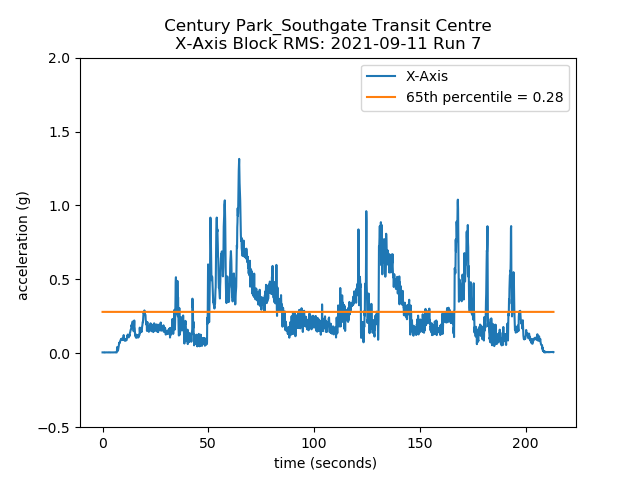 Century Park_Southgate Transit Centre
X-Axis Block RMS: 2021-09-11 Run 7
2.0
X-Axis
65th percentile = 0.28
1.5
1.0
acceleration (g)
0.5
0.0
−0.5
0 50 100 150 200
time (seconds)